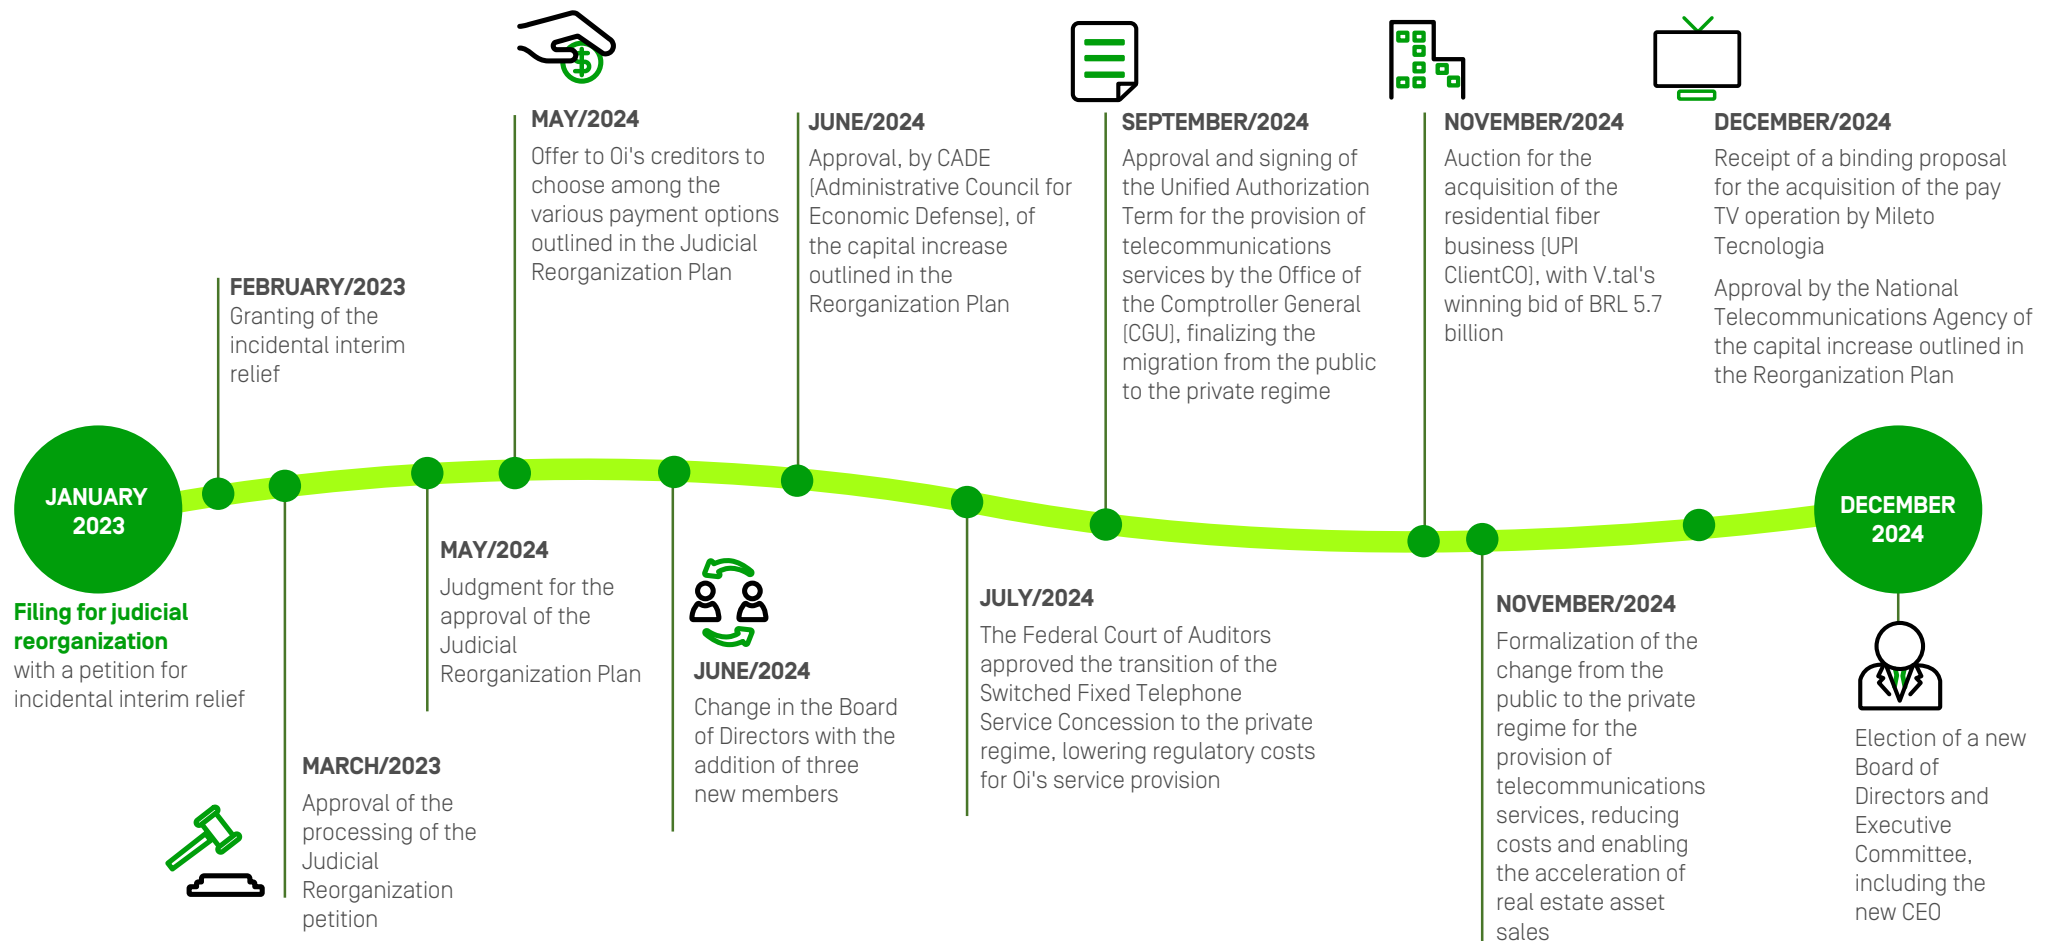 JANUARY
2023
Filing for judicial
reorganization
with a petition for
incidental interim relief
FEBRUARY/2023
Granting of the
incidental interim
relief
MARCH/2023
Approval of the
processing of the
Judicial
Reorganization
petition
MAY/2024
Judgment for the
approval of the
Judicial
Reorganization Plan
MAY/2024
Offer to Oi's creditors to
choose among the
various payment options
outlined in the Judicial
Reorganization Plan
JUNE/2024
Change in the Board
of Directors with the
addition of three
new members
JUNE/2024
Approval, by CADE
(Administrative Council for
Economic Defense), of
the capital increase
outlined in the
Reorganization Plan
JULY/2024
The Federal Court of Auditors
approved the transition of the
Switched Fixed Telephone
Service Concession to the private
regime, lowering regulatory costs
for Oi's service provision
SEPTEMBER/2024
Approval and signing of
the Unified Authorization
Term for the provision of
telecommunications
services by the Office of
the Comptroller General
(CGU), finalizing the
migration from the public
to the private regime
NOVEMBER/2024
Auction for the
acquisition of the
residential fiber
business (UPI
ClientCO), with V.tal's
winning bid of BRL 5.7
billion
NOVEMBER/2024
Formalization of the
change from the
public to the private
regime for the
provision of
telecommunications
services, reducing
costs and enabling
the acceleration of
real estate asset
sales
DECEMBER/2024
Receipt of a binding proposal
for the acquisition of the pay
TV operation by Mileto
Tecnologia
Approval by the National
Telecommunications Agency of
the capital increase outlined in
the Reorganization Plan
DECEMBER
2024
Election of a new
Board of
Directors and
Executive
Committee,
including the
new CEO